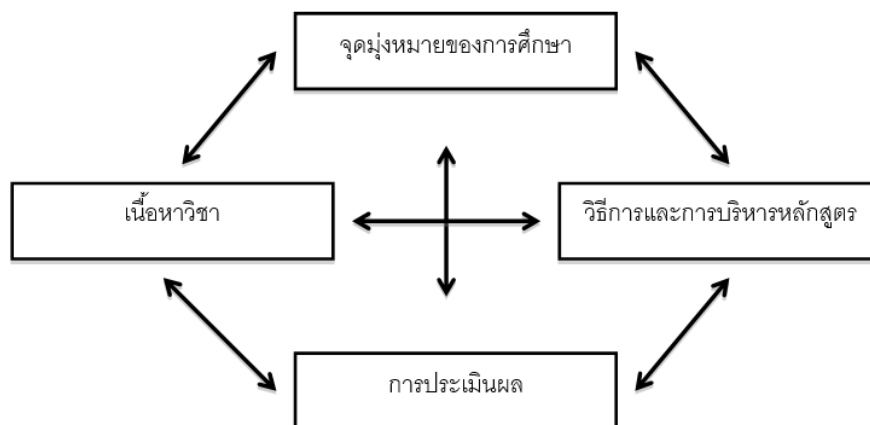 จุดมุ่งหมายของการศึกษา
เนื้อหาวิชา
วิธีการและการบริหารหลักสูตร
การประเมินผล